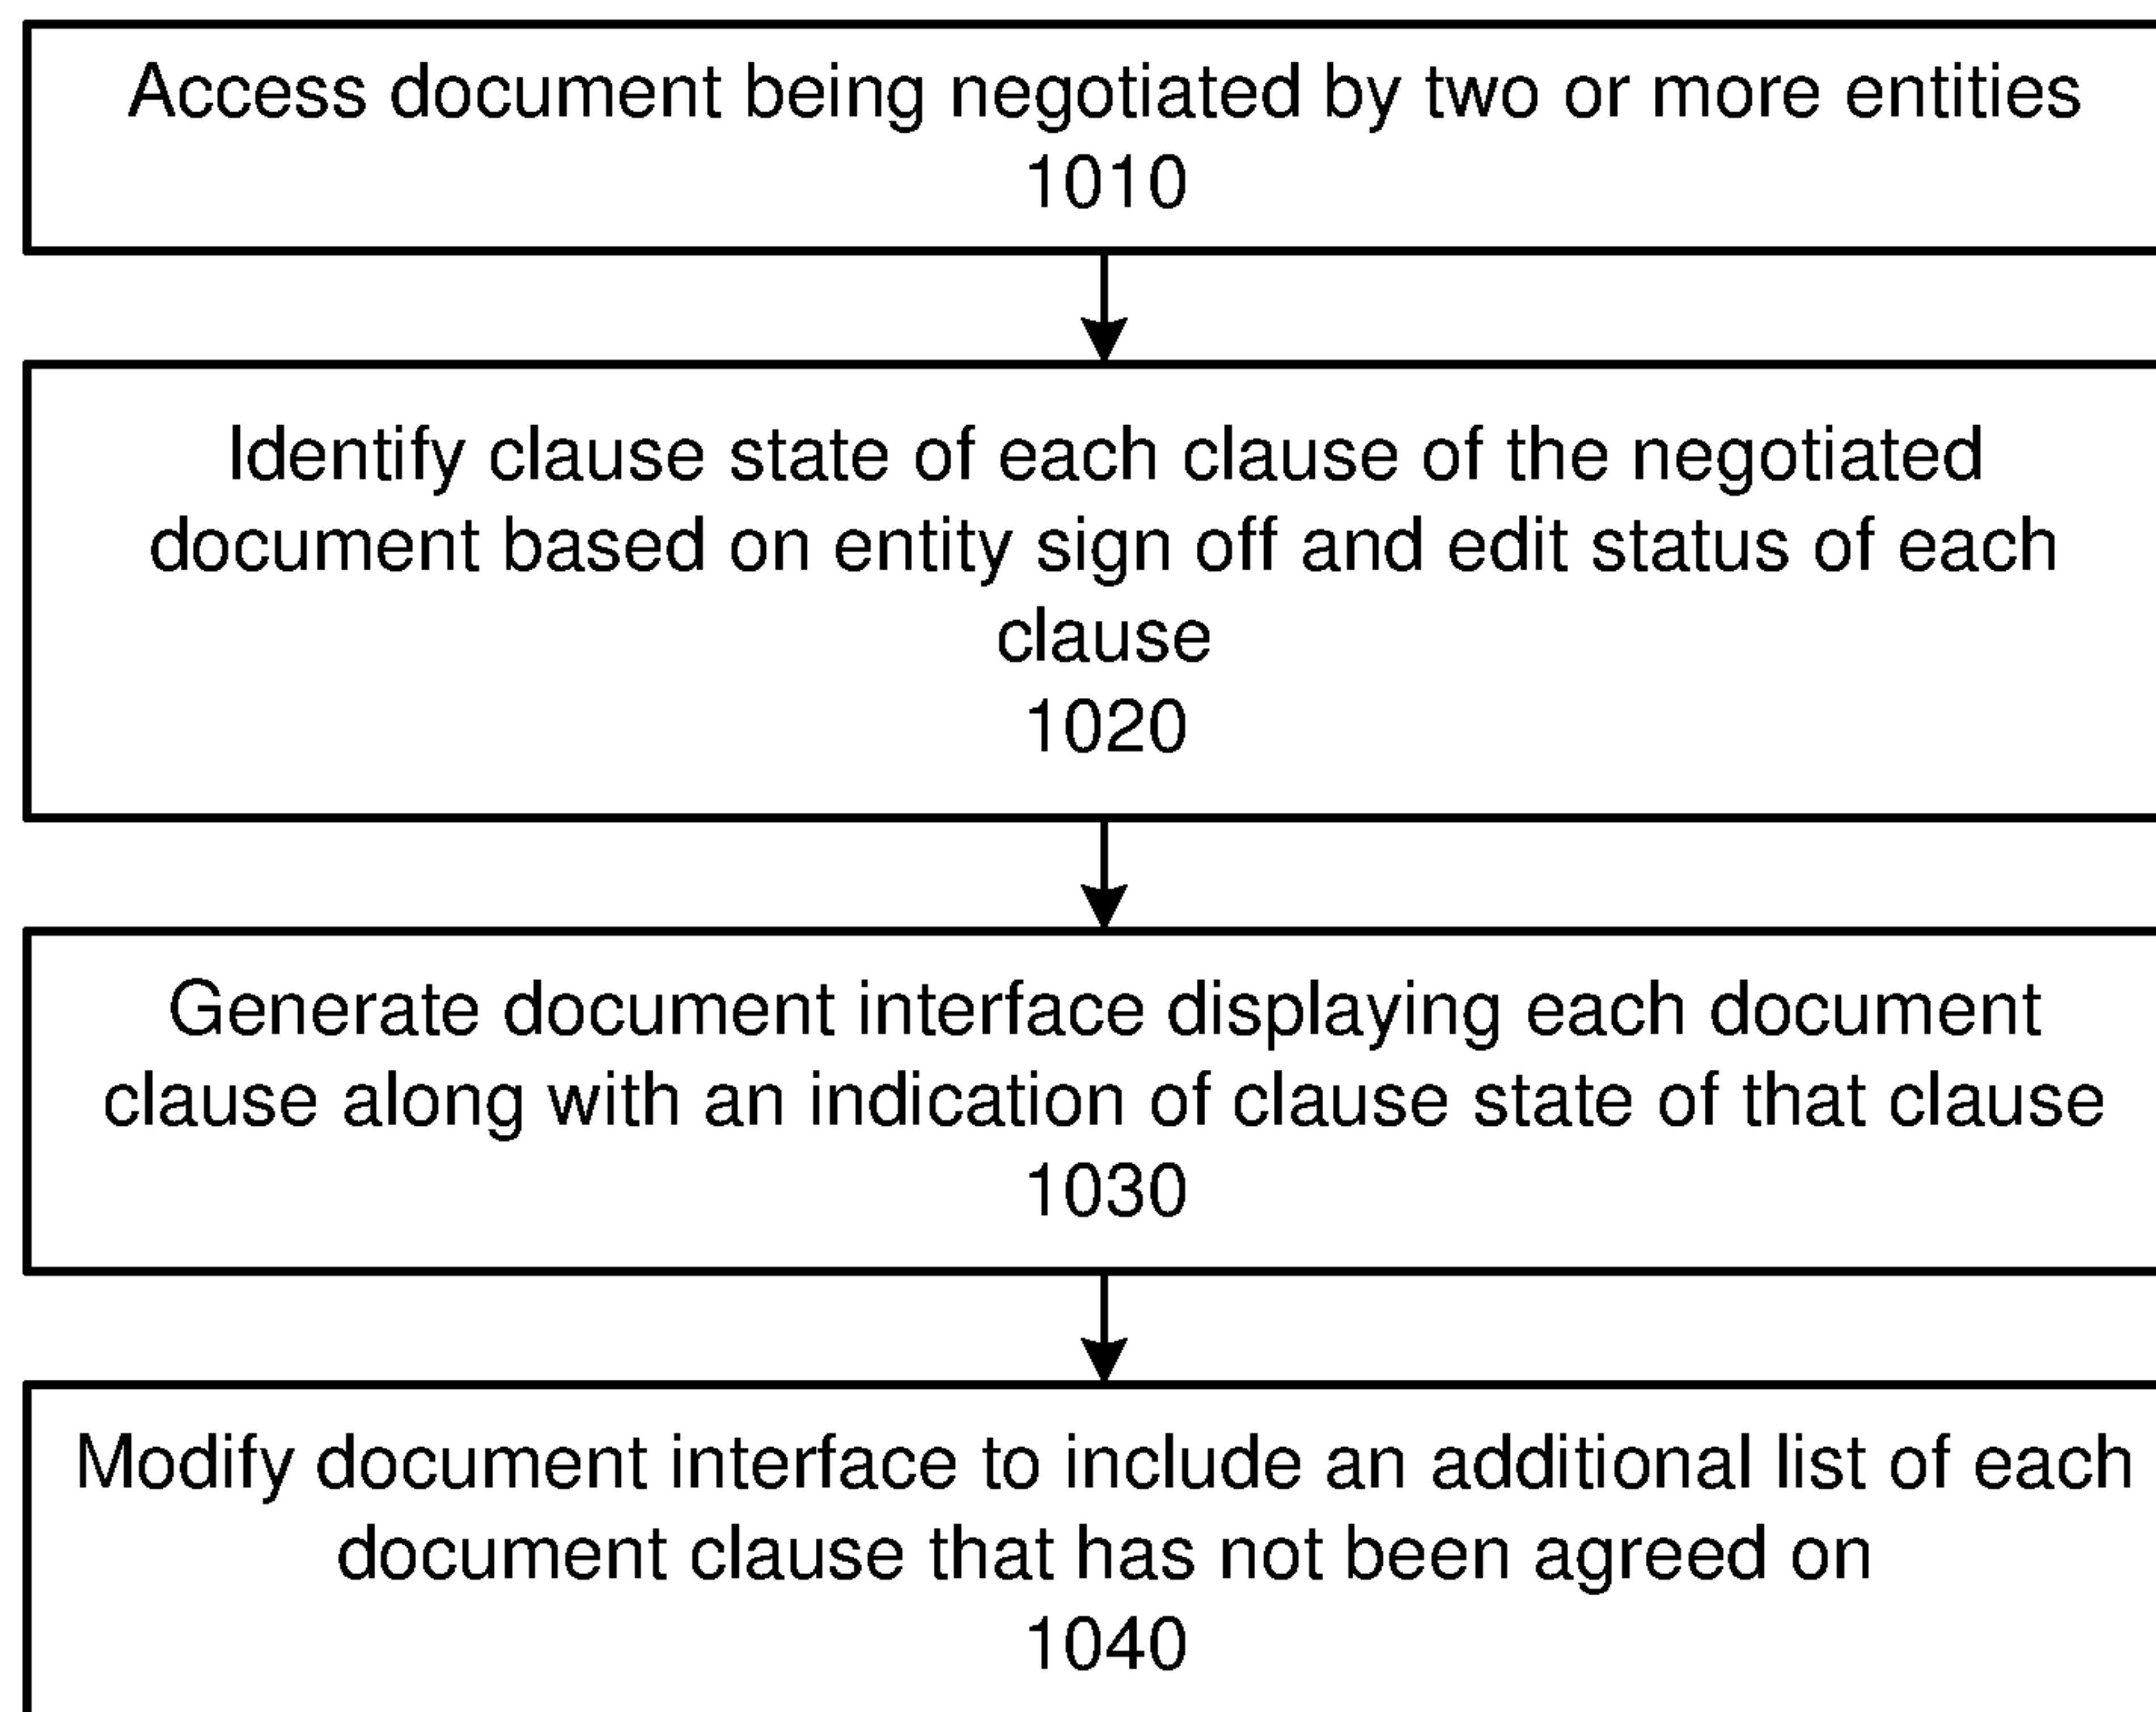 Access document being negotiated by two or more entities
1010
Identify clause state of each clause of the negotiated
document based on entity sign off and edit status of each
clause
1020
Generate document interface displaying each document
clause along with an indication of clause state of that clause
1030
Modify document interface to include an additional list of each
document clause that has not been agreed on
1040